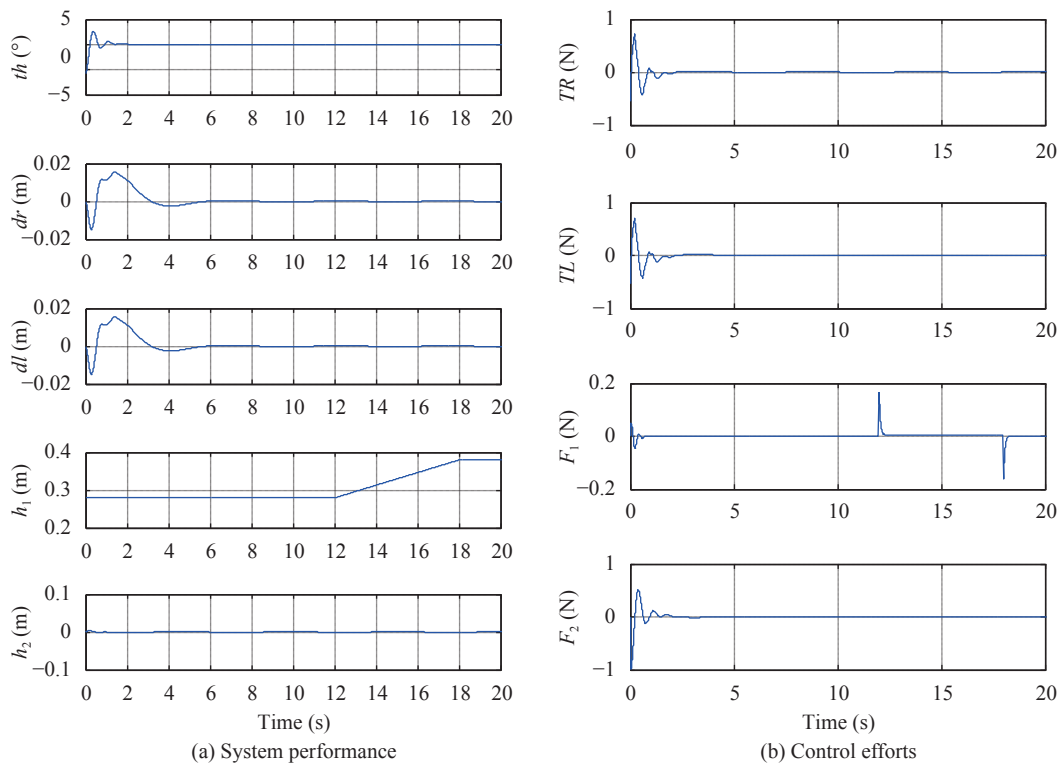 5
th (°)
0
−5
0 2 4 6 8 10 12 14 16 18 20
0.02
dr (m)
0
−0.02
0 2 4 6 8 10 12 14 16 18 20
0.02
dl (m)
0
−0.02
0 2 4 6 8 10 12 14 16 18 20
0.4
h₁ (m)
0.3
0.2
0 2 4 6 8 10 12 14 16 18 20
0.1
h₂ (m)
0
−0.1
0 2 4 6 8 10 12 14 16 18 20
Time (s)
(a) System performance
1
TR (N)
0
−1
0 5 10 15 20
1
TL (N)
0
−1
0 5 10 15 20
0.2
F₁ (N)
0
−0.2
0 5 10 15 20
1
F₂ (N)
0
−1
0 5 10 15 20
Time (s)
(b) Control efforts